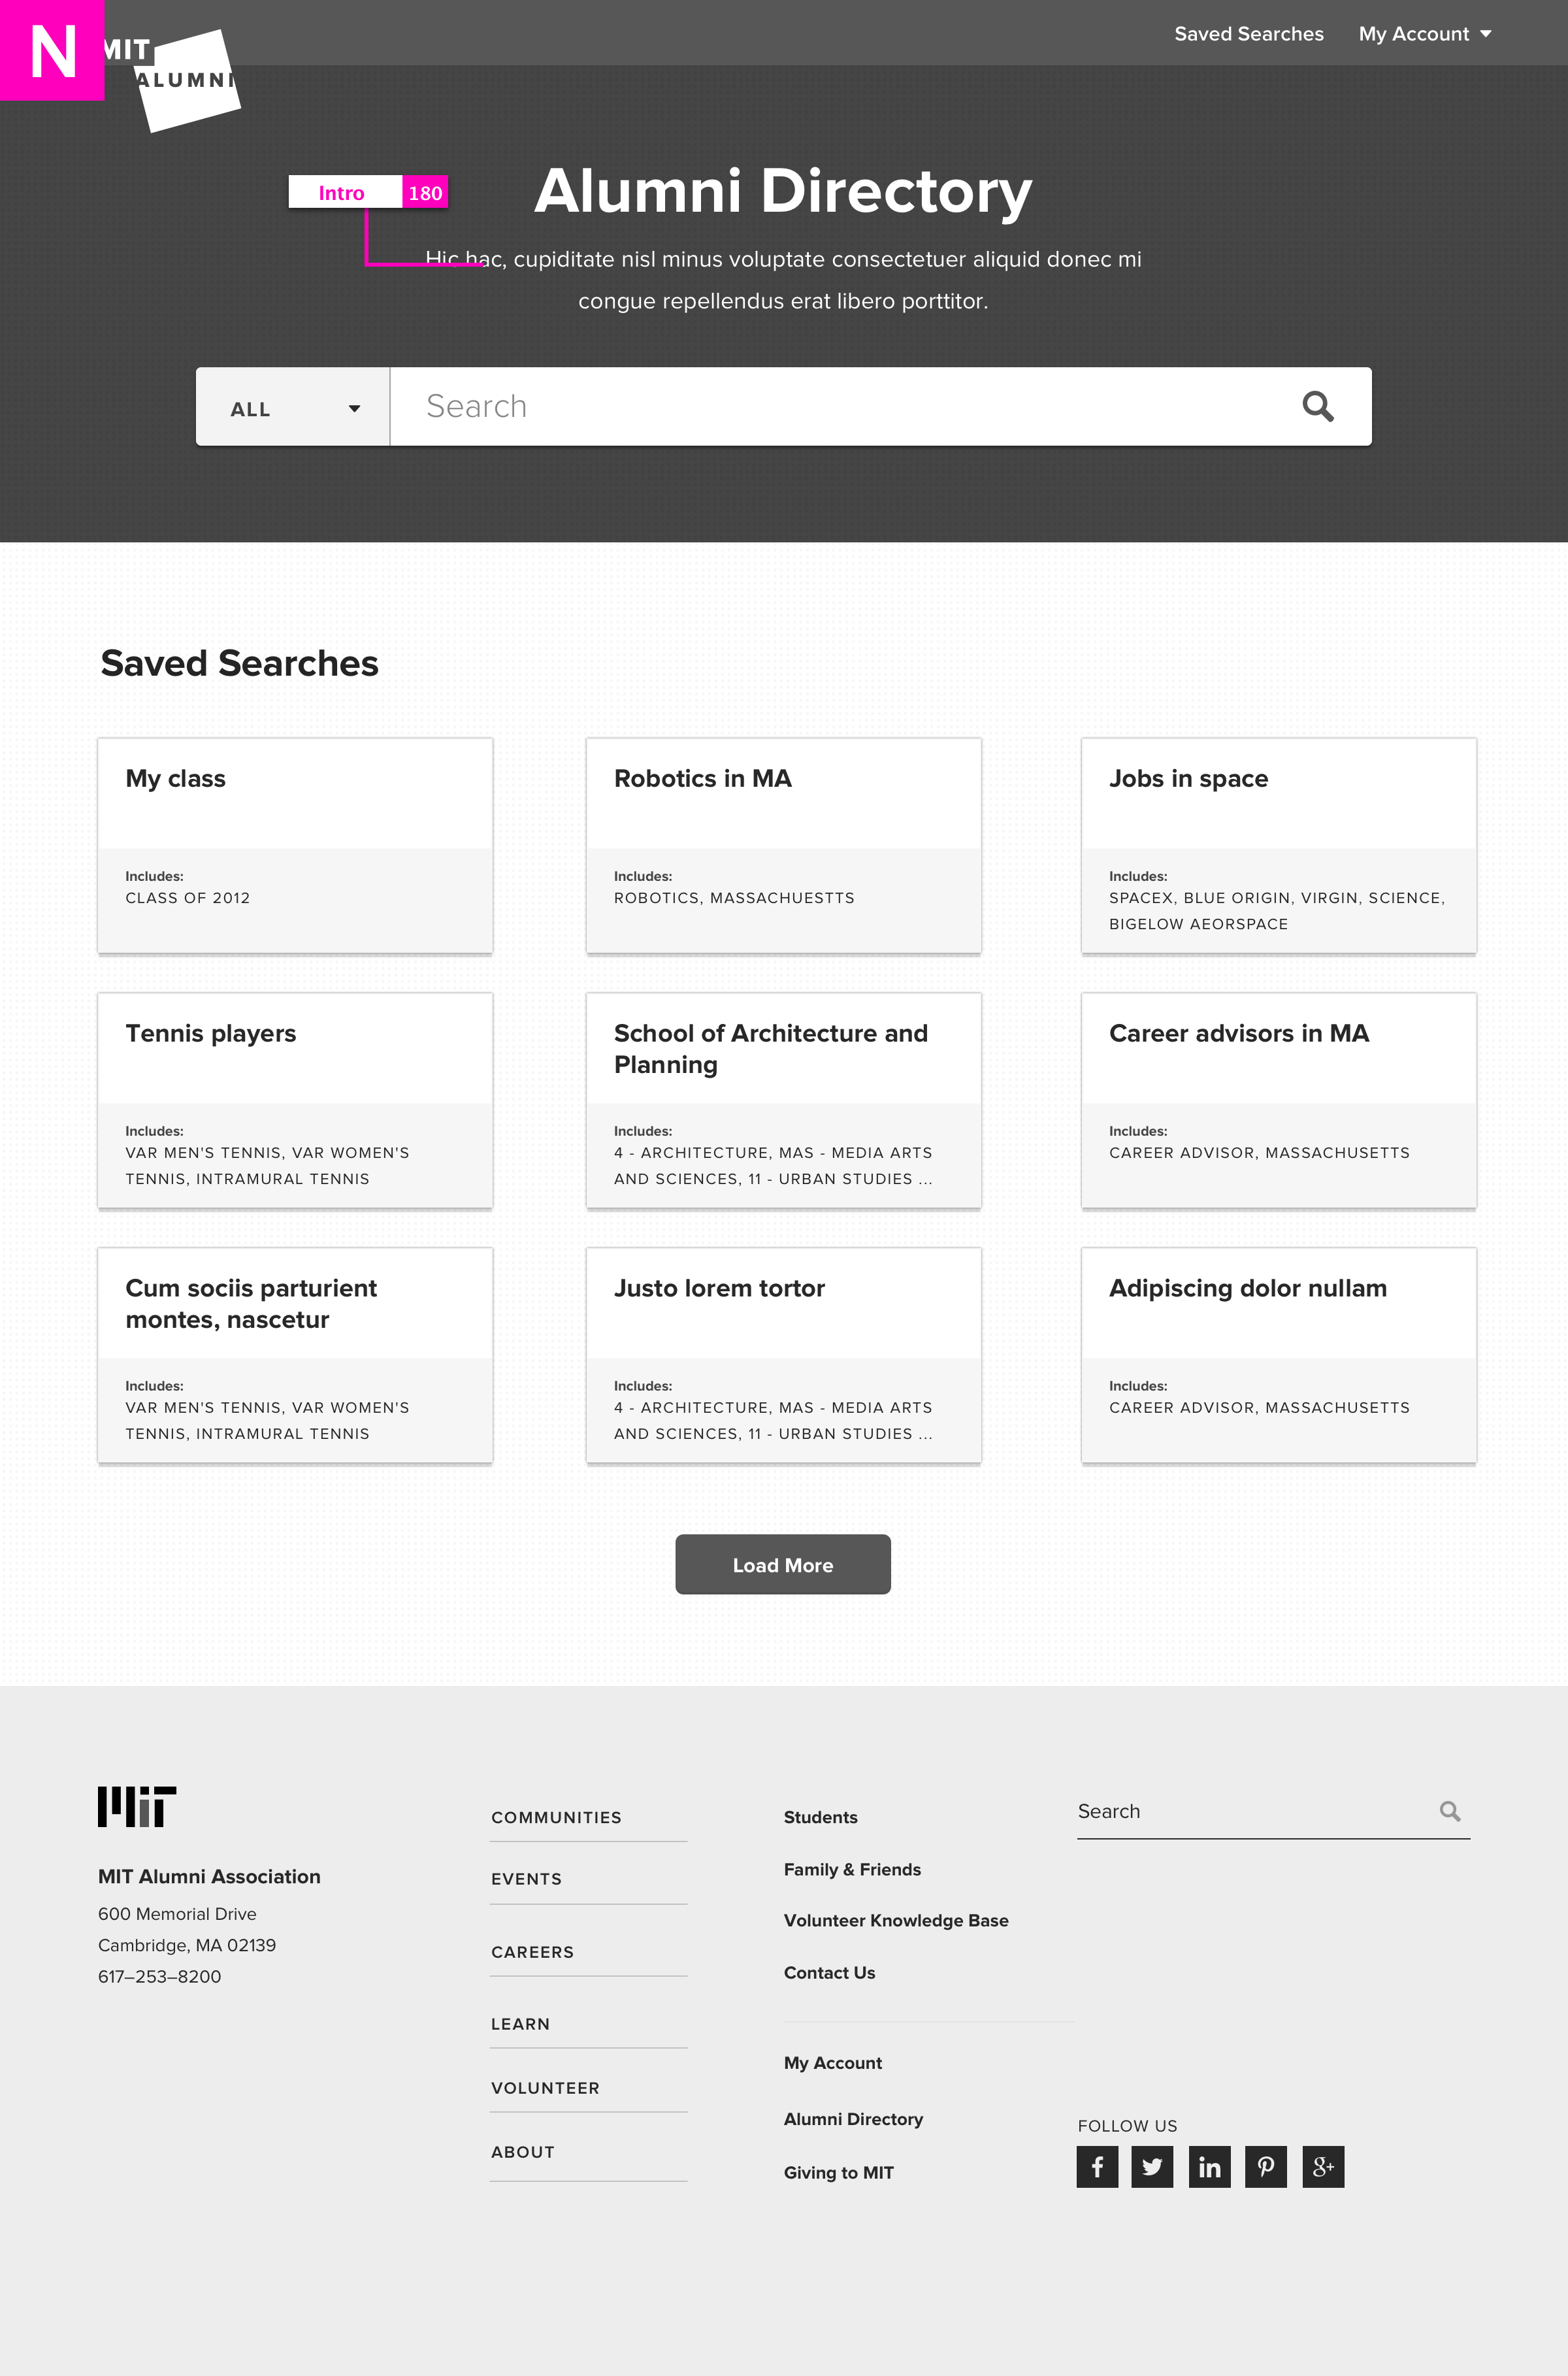 N
MIT
ALUMNI
Saved Searches
My Account
Intro 180
Alumni Directory
Hic hac, cupiditate nisl minus voluptate consectetuer aliquid donec mi
congue repellendus erat libero porttitor.
ALL
Search
Saved Searches
My class
Includes:
CLASS OF 2012
Robotics in MA
Includes:
ROBOTICS, MASSACHUESTTS
Jobs in space
Includes:
SPACEX, BLUE ORIGIN, VIRGIN, SCIENCE,
BIGELOW AEORSPACE
Tennis players
Includes:
VAR MEN'S TENNIS, VAR WOMEN'S
TENNIS, INTRAMURAL TENNIS
School of Architecture and
Planning
Includes:
4 - ARCHITECTURE, MAS - MEDIA ARTS
AND SCIENCES, 11 - URBAN STUDIES ...
Career advisors in MA
Includes:
CAREER ADVISOR, MASSACHUSETTS
Cum sociis parturient
montes, nascetur
Includes:
VAR MEN'S TENNIS, VAR WOMEN'S
TENNIS, INTRAMURAL TENNIS
Justo lorem tortor
Includes:
4 - ARCHITECTURE, MAS - MEDIA ARTS
AND SCIENCES, 11 - URBAN STUDIES ...
Adipiscing dolor nullam
Includes:
CAREER ADVISOR, MASSACHUSETTS
Load More
MIT
MIT Alumni Association
600 Memorial Drive
Cambridge, MA 02139
617–253–8200
COMMUNITIES
EVENTS
CAREERS
LEARN
VOLUNTEER
ABOUT
Students
Family & Friends
Volunteer Knowledge Base
Contact Us
My Account
Alumni Directory
Giving to MIT
Search
FOLLOW US
f
in
g+